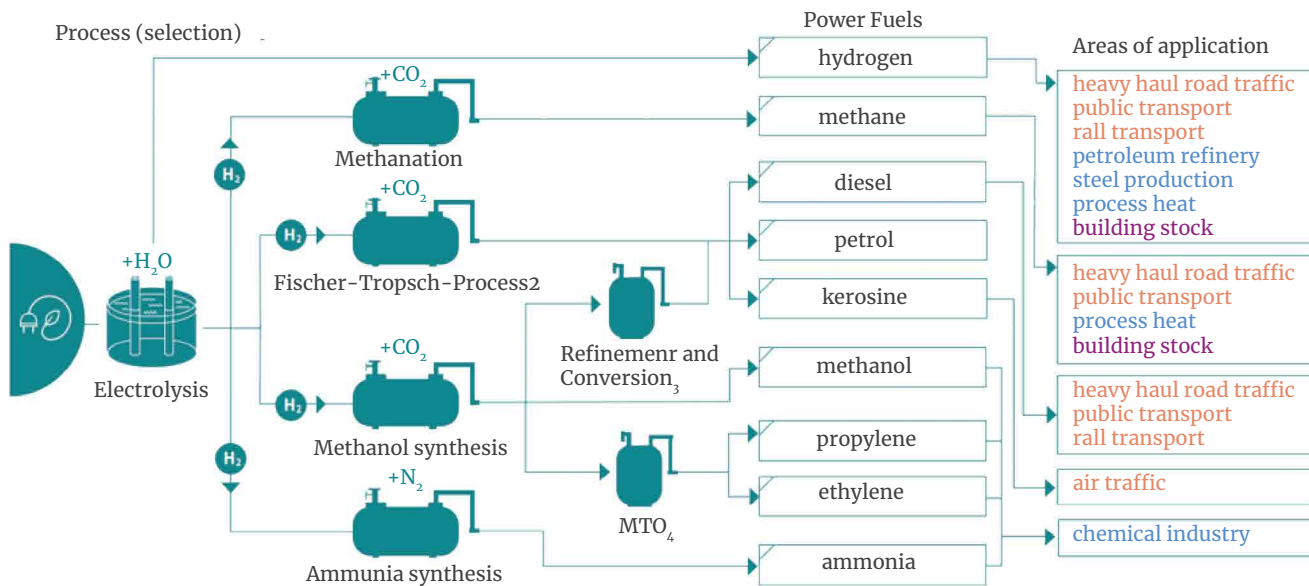 Process (selection)
Power Fuels
Areas of application
hydrogen
methane
diesel
petrol
kerosine
methanol
propylene
ethylene
ammonia
+CO₂
Methanation
H₂
+CO₂
H₂
Fischer-Tropsch-Process2
+H₂O
Electrolysis
Refinemenr and
Conversion₃
+CO₂
H₂
Methanol synthesis
H₂
+N₂
Ammunia synthesis
MTO₄
heavy haul road traffic
public transport
rall transport
petroleum refinery
steel production
process heat
building stock
heavy haul road traffic
public transport
process heat
building stock
heavy haul road traffic
public transport
rall transport
air traffic
chemical industry